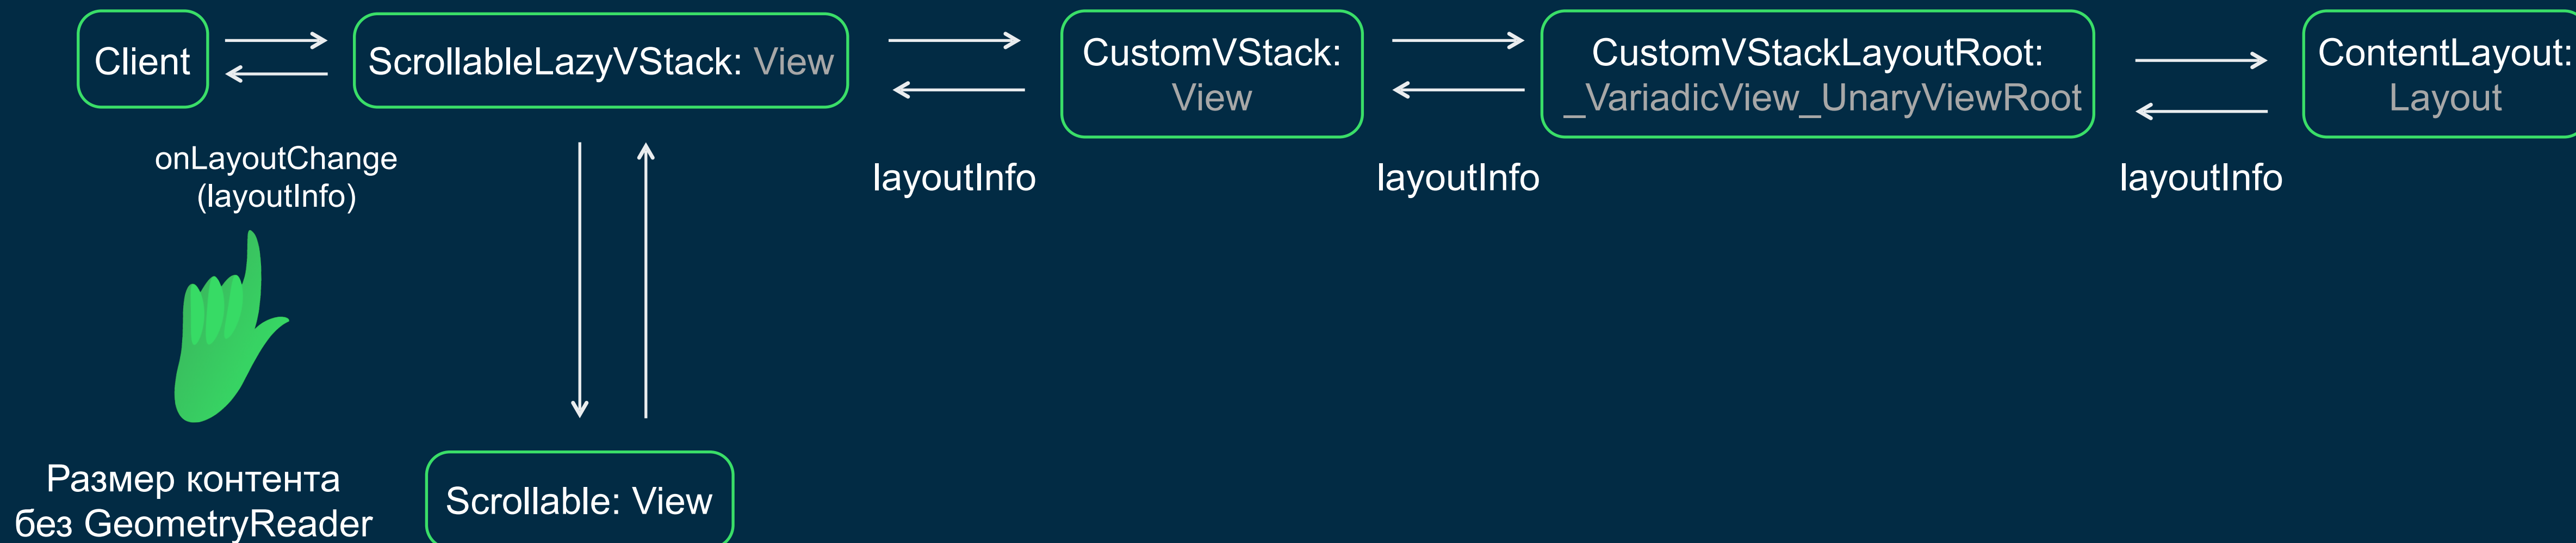 Client
ScrollableLazyVStack: View
CustomVStack:
View
CustomVStackLayoutRoot:
_VariadicView_UnaryViewRoot
ContentLayout:
Layout
onLayoutChange
(layoutInfo)
layoutInfo
layoutInfo
layoutInfo
Размер контента
без GeometryReader
Scrollable: View